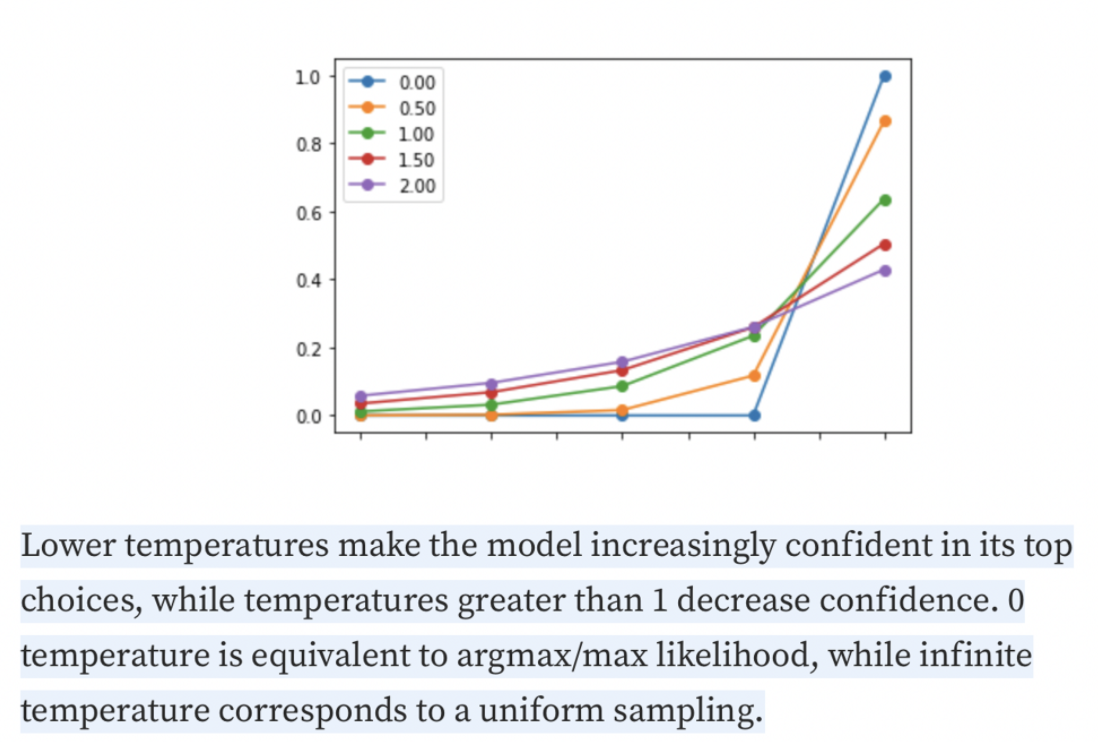 1.0
0.8
0.6
0.4
0.2
0.0
0.00
0.50
1.00
1.50
2.00
Lower temperatures make the model increasingly confident in its top
choices, while temperatures greater than 1 decrease confidence. 0
temperature is equivalent to argmax/max likelihood, while infinite
temperature corresponds to a uniform sampling.